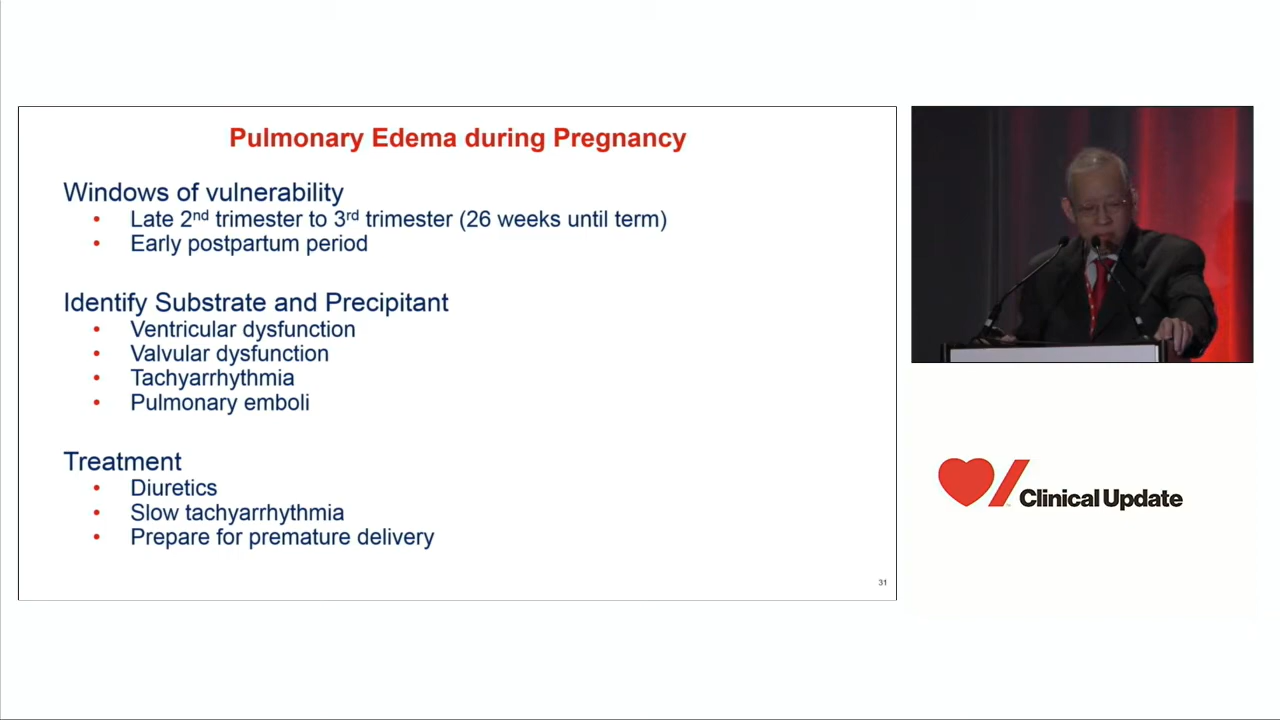 Pulmonary Edema during Pregnancy
Windows of vulnerability
• Late 2nd trimester to 3rd trimester (26 weeks until term)
• Early postpartum period
Identify Substrate and Precipitant
• Ventricular dysfunction
• Valvular dysfunction
• Tachyarrhythmia
• Pulmonary emboli
Treatment
• Diuretics
• Slow tachyarrhythmia
• Prepare for premature delivery
31
Clinical Update